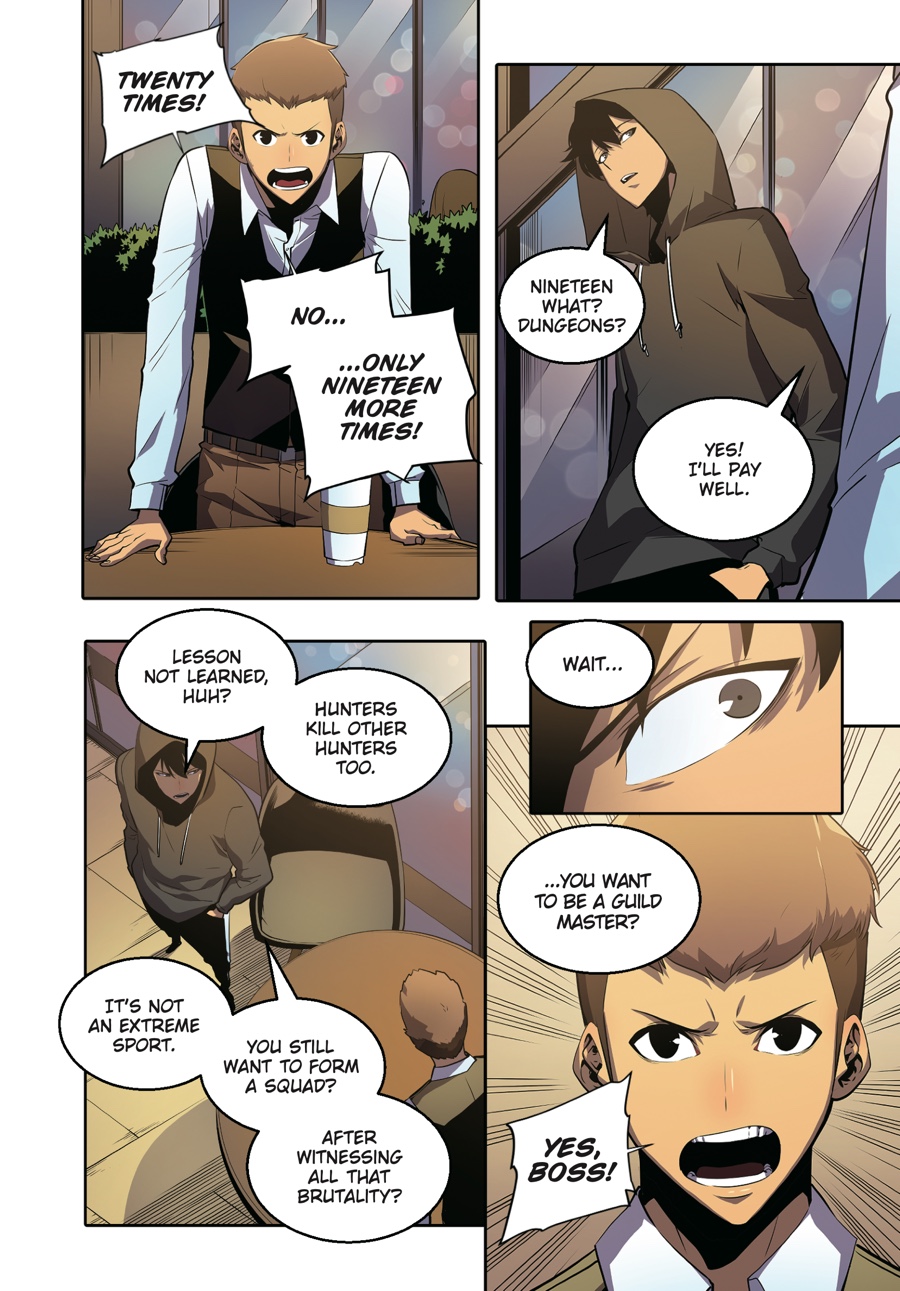 TWENTY
TIMES!
NO...
...ONLY
NINETEEN
MORE
TIMES!
NINETEEN
WHAT?
DUNGEONS?
YES!
I'LL PAY
WELL.
LESSON
NOT LEARNED,
HUH?
HUNTERS
KILL OTHER
HUNTERS
TOO.
IT'S NOT
AN EXTREME
SPORT.
YOU STILL
WANT TO FORM
A SQUAD?
AFTER
WITNESSING
ALL THAT
BRUTALITY?
WAIT...
...YOU WANT
TO BE A GUILD
MASTER?
YES,
BOSS!